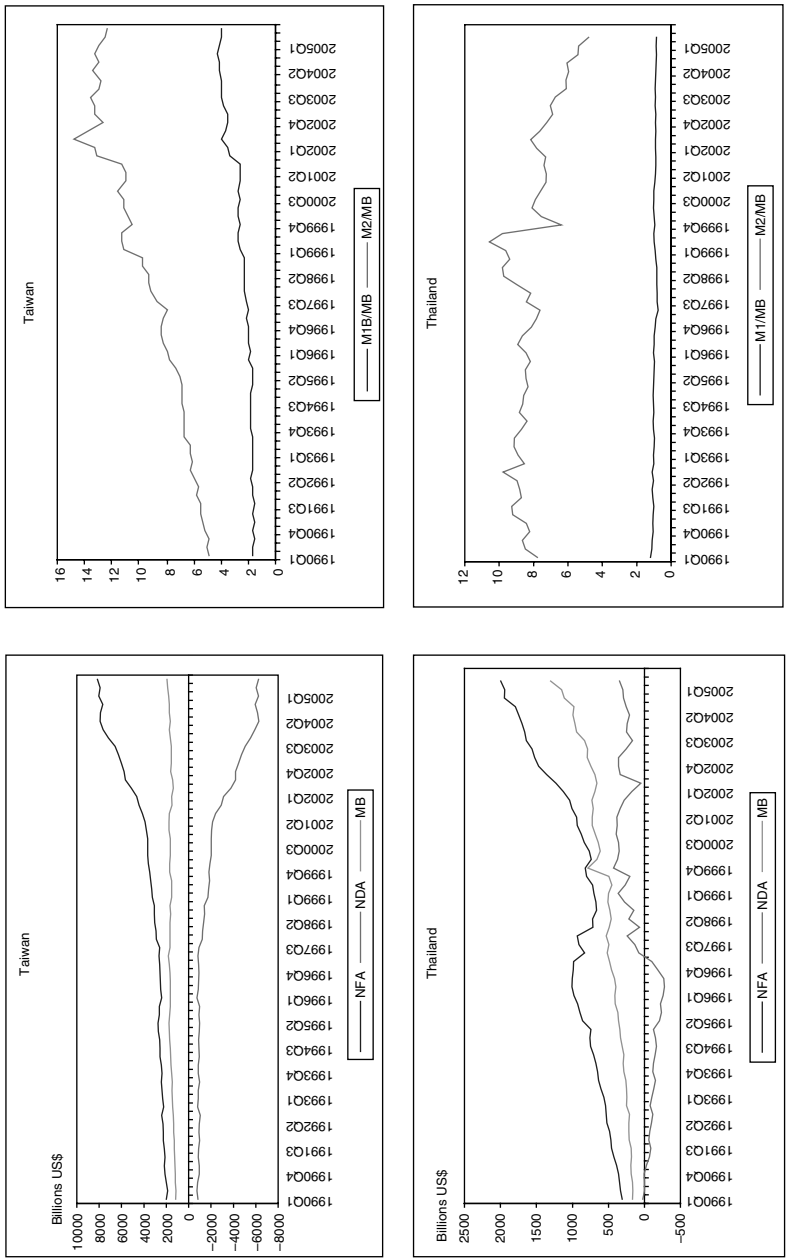 Taiwan
Billions US$
10000
8000
6000
4000
2000
0
−2000
−4000
−6000
−8000
1990Q1
1990Q4
1991Q3
1992Q2
1993Q1
1993Q4
1994Q3
1995Q2
1996Q1
1996Q4
1997Q3
1998Q2
1999Q1
1999Q4
2000Q3
2001Q2
2002Q1
2002Q4
2003Q3
2004Q2
2005Q1
NFA NDA MB
Taiwan
16
14
12
10
8
6
4
2
0
1990Q1
1990Q4
1991Q3
1992Q2
1993Q1
1993Q4
1994Q3
1995Q2
1996Q1
1996Q4
1997Q3
1998Q2
1999Q1
1999Q4
2000Q3
2001Q2
2002Q1
2002Q4
2003Q3
2004Q2
2005Q1
M1B/MB M2/MB
Thailand
Billions US$
2500
2000
1500
1000
500
0
−500
1990Q1
1990Q4
1991Q3
1992Q2
1993Q1
1993Q4
1994Q3
1995Q2
1996Q1
1996Q4
1997Q3
1998Q2
1999Q1
1999Q4
2000Q3
2001Q2
2002Q1
2002Q4
2003Q3
2004Q2
2005Q1
NFA NDA MB
Thailand
12
10
8
6
4
2
0
1990Q1
1990Q4
1991Q3
1992Q2
1993Q1
1993Q4
1994Q3
1995Q2
1996Q1
1996Q4
1997Q3
1998Q2
1999Q1
1999Q4
2000Q3
2001Q2
2002Q1
2002Q4
2003Q3
2004Q2
2005Q1
M1/MB M2/MB